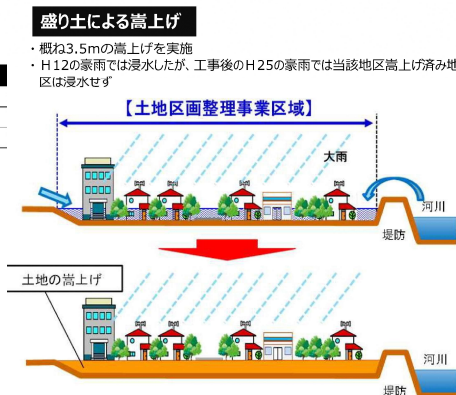 盛り土による嵩上げ
・概ね3.5mの嵩上げを実施
・H12の豪雨では浸水したが、工事後のH25の豪雨では当該地区嵩上げ済み地
区は浸水せず
【土地区画整理事業区域】
大雨
河川
堤防
土地の嵩上げ
河川
堤防